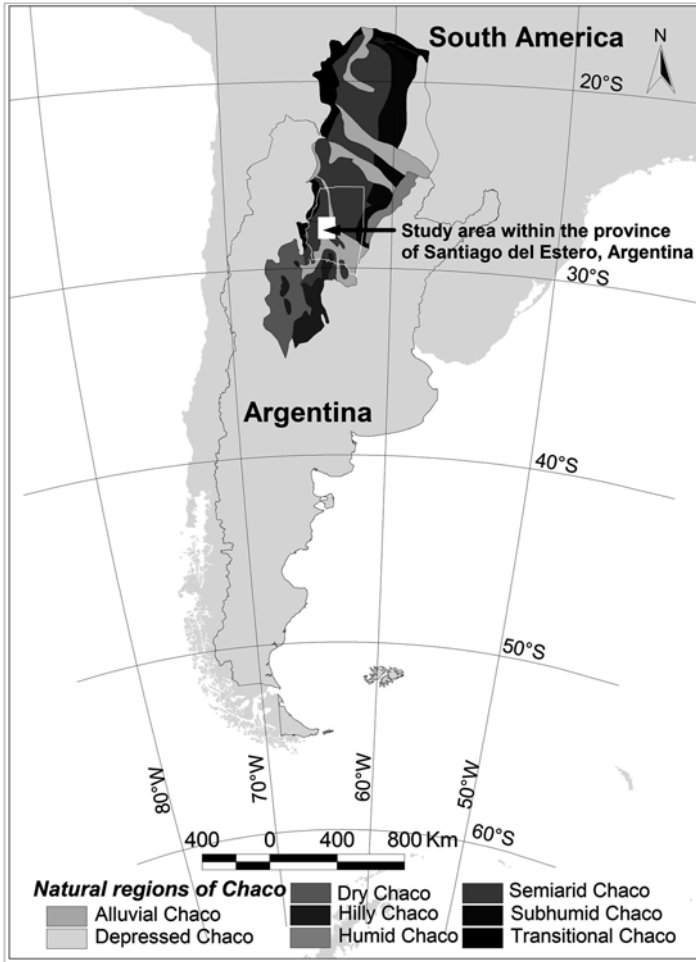 South America
N
20°S
Study area within the province
of Santiago del Estero, Argentina
30°S
Argentina
40°S
50°S
80°W
70°W
60°W
50°W
60°S
400 0 400 800 Km
Natural regions of Chaco
Alluvial Chaco
Depressed Chaco
Dry Chaco
Hilly Chaco
Humid Chaco
Semiarid Chaco
Subhumid Chaco
Transitional Chaco